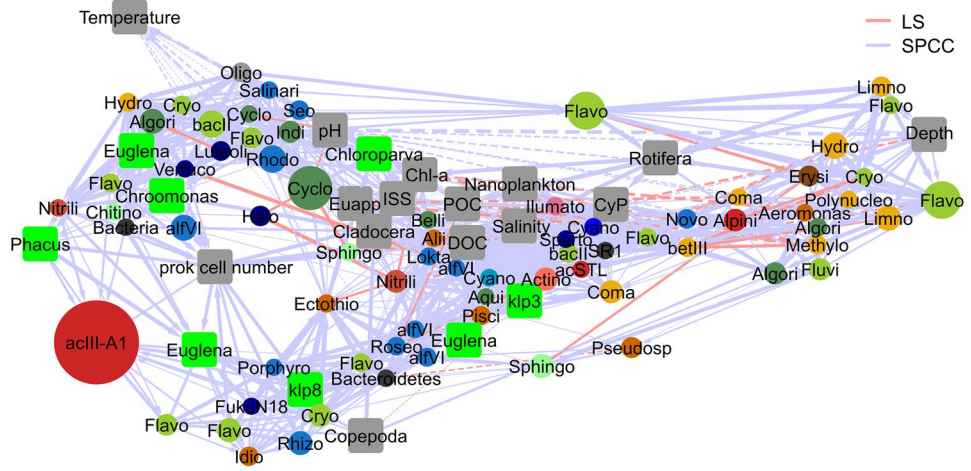 Temperature
LS
SPCC
Oligo
Salinari
Limno
Hydro
Cryo
Cyclo
Seo
Flavo
Flavo
Algori
bacI
Indi
pH
Depth
Euglena
Luteoli
Flavo
Rhodo
Chloroparva
Rotifera
Hydro
Verruco
Chl-a
Erysi
Cryo
Flavo
Chroomonas
Cyclo
Nanoplankton
Coma
Polynucleo
Flavo
Nitrili
Chitino
Euapp
ISS
POC
Ilumato
CyP
Novo
Alpini
Aeromonas
Limno
Bacteria
alfVI
Halo
Cladocera
Belli
Salinity
Cyano
Algori
Phacus
Alli
DOC
Sparto
Flavo
betIII
Methylo
Sphingo
Lokta
bacII
SR1
prok cell number
alfVI
acSTL
Fluvi
Nitrili
Cyano
Actino
Algori
Ectothio
Aqui
klp3
Coma
Pisci
acIII-A1
alfVI
Euglena
Euglena
Roseo
Pseudosp
alfVI
Porphyro
Flavo
Sphingo
Bacteroidetes
klp8
FukuN18
Cryo
Flavo
Flavo
Rhizo
Copepoda
Idio